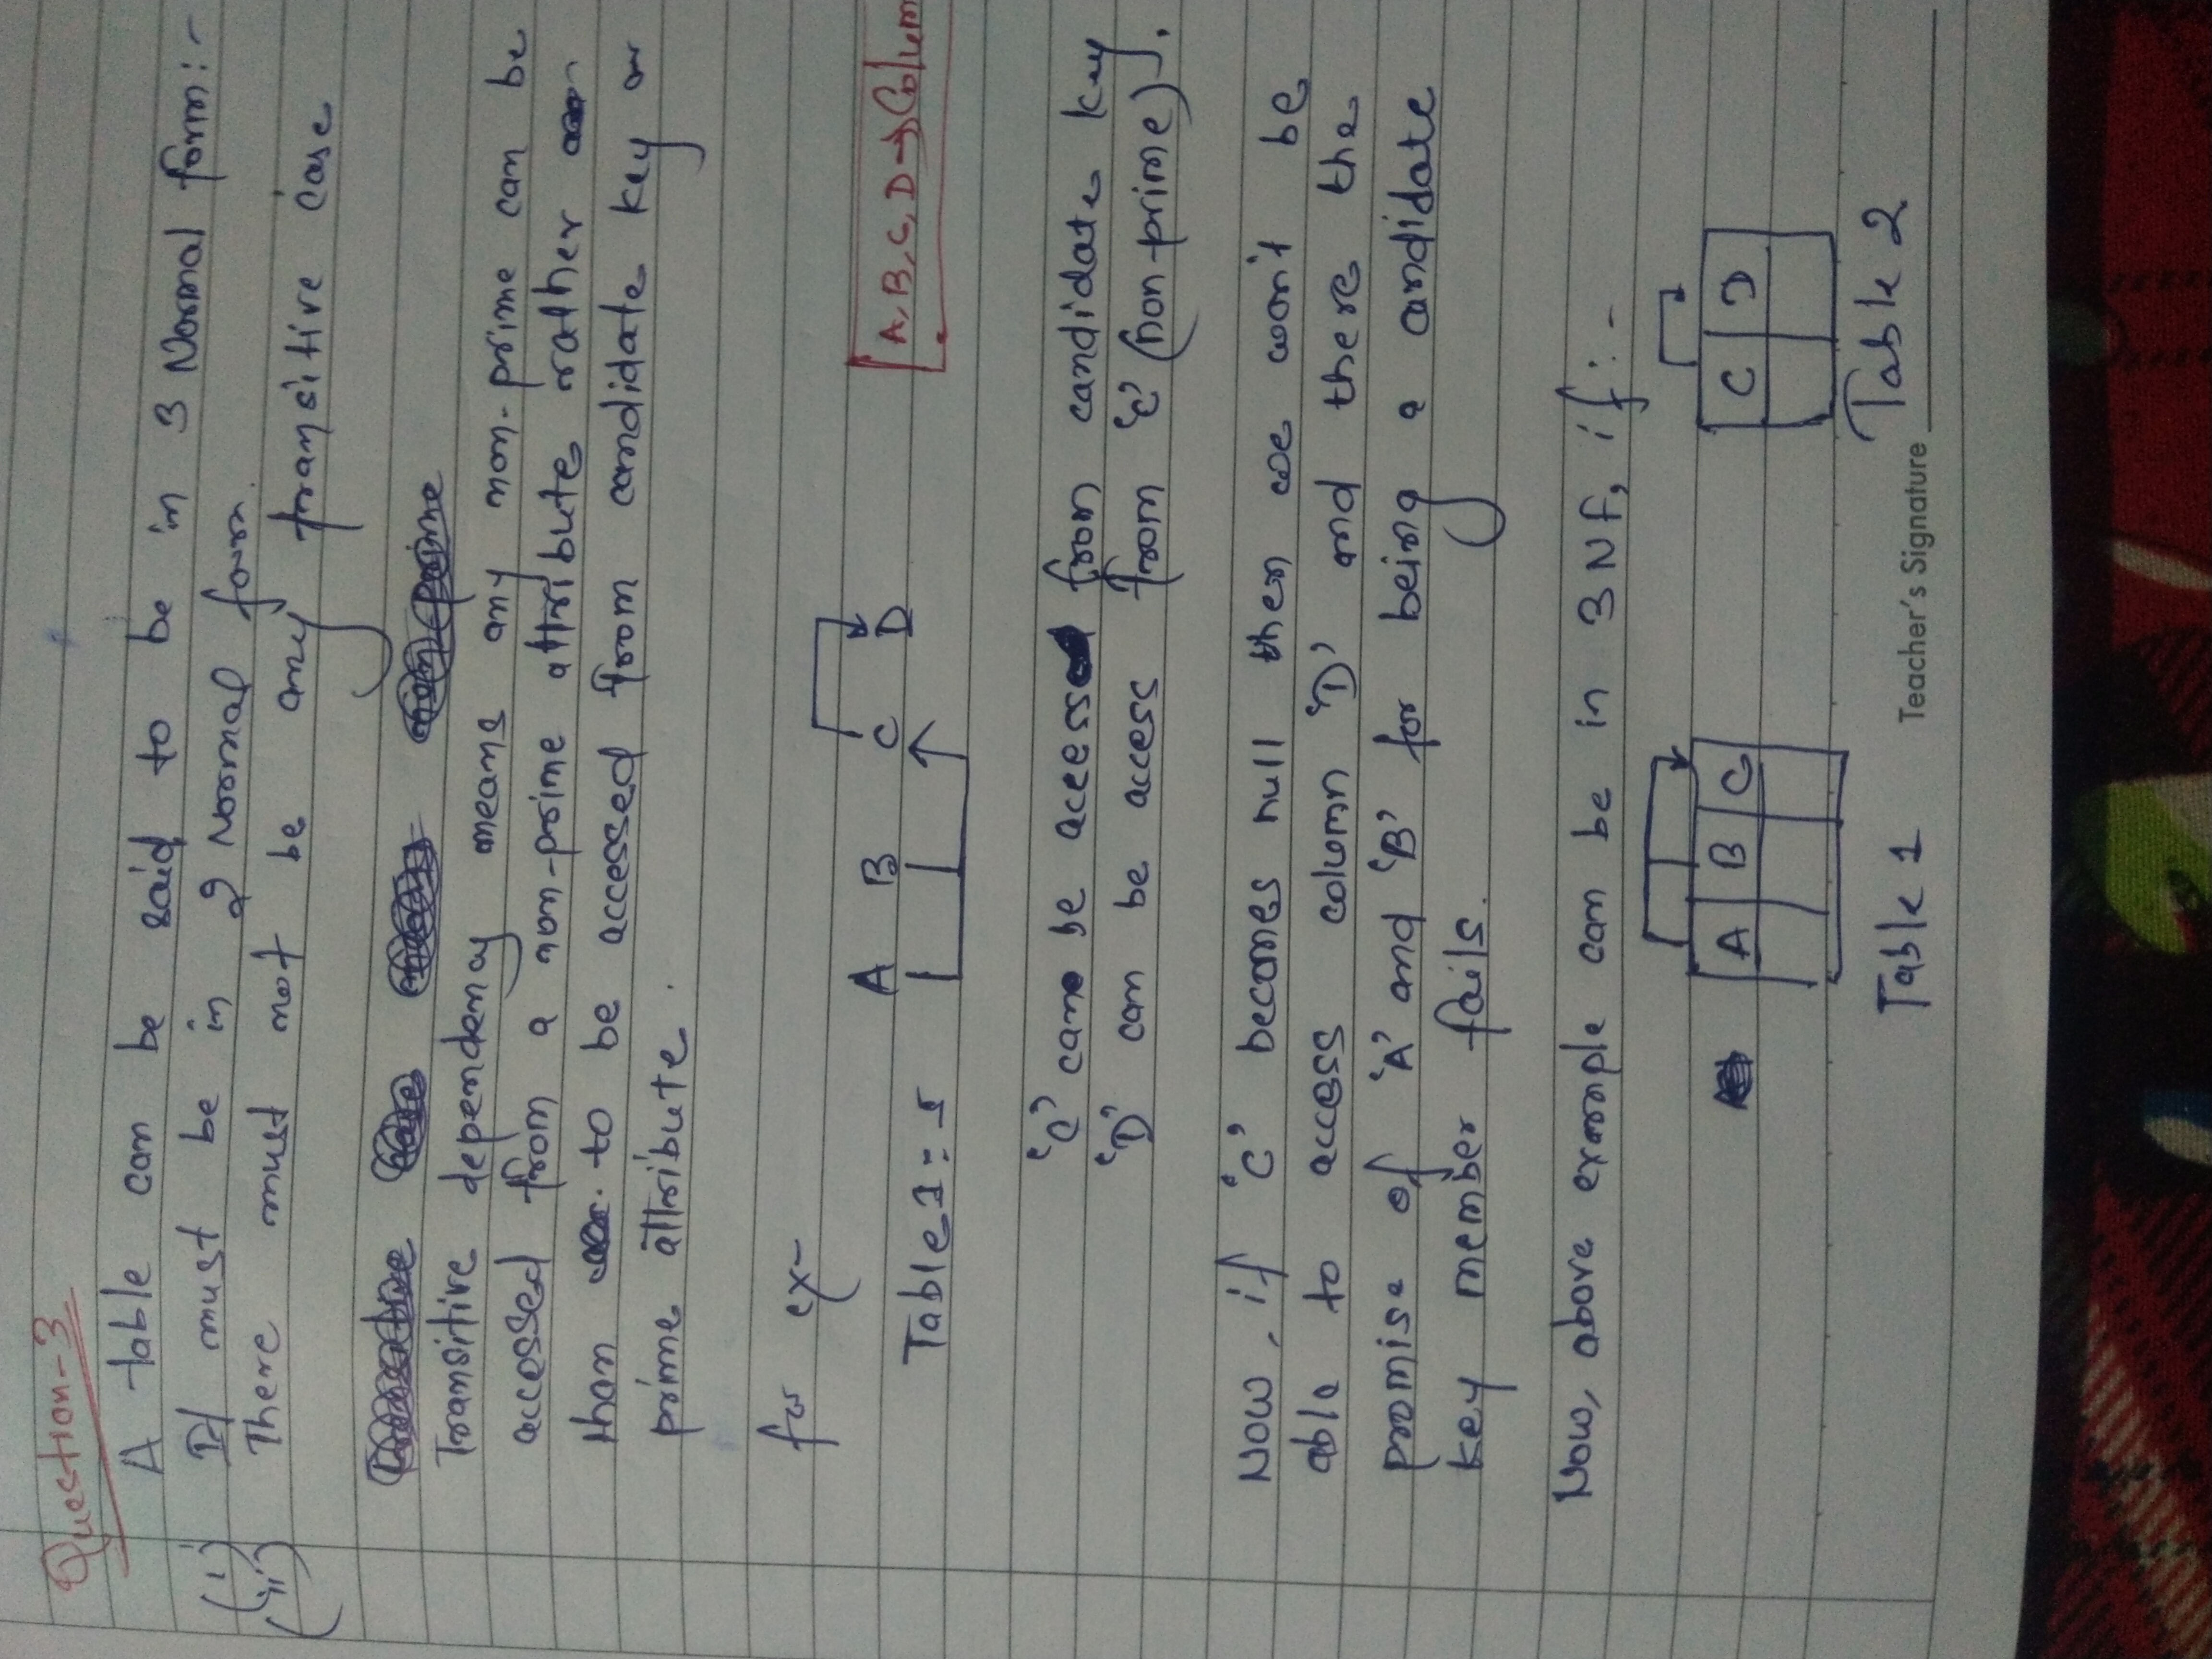 Question-3
A table can be said to be in 3 Normal form:-
(i) It must be in 2 Normal form.
(ii) There must not be any transitive case
Transitive dependency means any non-prime can be
accessed from a non-prime attribute rather
than to be accessed from candidate key or
prime attribute.
for ex-
A B C D
Table 1:-
A, B, C, D → Colum
'C' can be access from candidate key
'D' can be access from 'C' (non-prime).
Now, if 'C' becomes null then we won't be
able to access column 'D' and there the
promise of 'A' and 'B' for being a candidate
key member fails.
Now, above example can be in 3NF, if:-
A B C
C D
Table 1
Table 2
Teacher's Signature